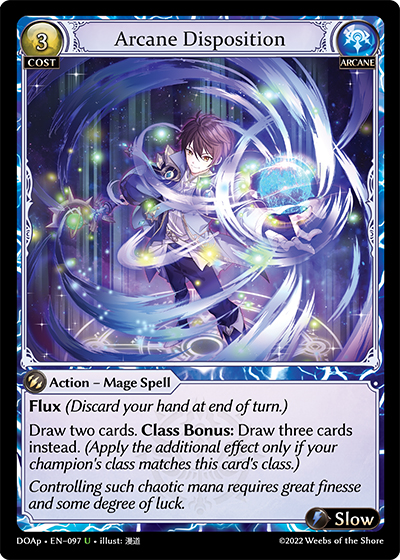 3
Arcane Disposition
COST
ARCANE
Action – Mage Spell
Flux (Discard your hand at end of turn.)
Draw two cards. Class Bonus: Draw three cards
instead. (Apply the additional effect only if your
champion's class matches this card's class.)
Controlling such chaotic mana requires great finesse
and some degree of luck.
Slow
DOAp • EN-097 U • illust: 漫道
©2022 Weebs of the Shore